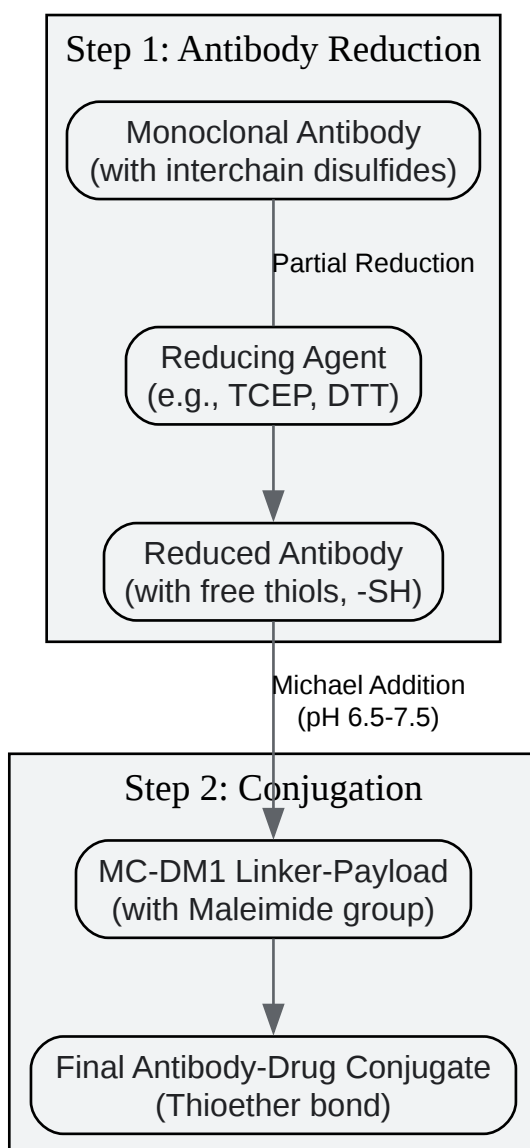 Step 1: Antibody Reduction
Monoclonal Antibody
(with interchain disulfides)
Partial Reduction
Reducing Agent
(e.g., TCEP, DTT)
Reduced Antibody
(with free thiols, -SH)
Michael Addition
(pH 6.5-7.5)
Step 2: Conjugation
MC-DM1 Linker-Payload
(with Maleimide group)
Final Antibody-Drug Conjugate
(Thioether bond)